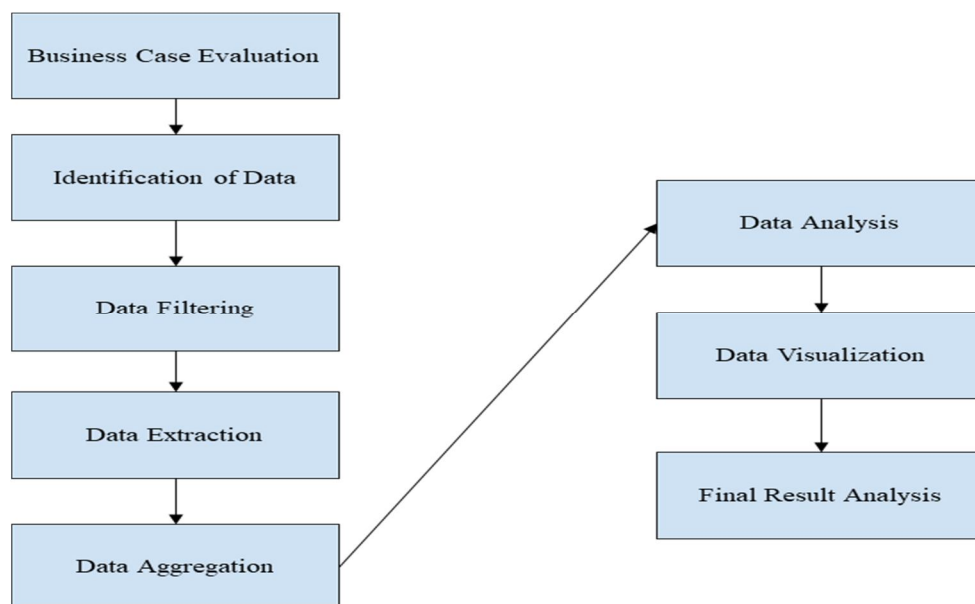 Business Case Evaluation
Identification of Data
Data Filtering
Data Extraction
Data Aggregation
Data Analysis
Data Visualization
Final Result Analysis